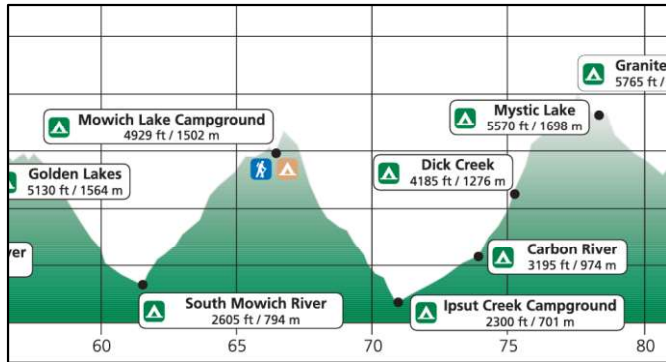 Granite
5765 ft /
Mystic Lake
5570 ft / 1698 m
Mowich Lake Campground
4929 ft / 1502 m
Dick Creek
4185 ft / 1276 m
Golden Lakes
5130 ft / 1564 m
ver
Carbon River
3195 ft / 974 m
South Mowich River
2605 ft / 794 m
Ipsut Creek Campground
2300 ft / 701 m
60 65 70 75 80